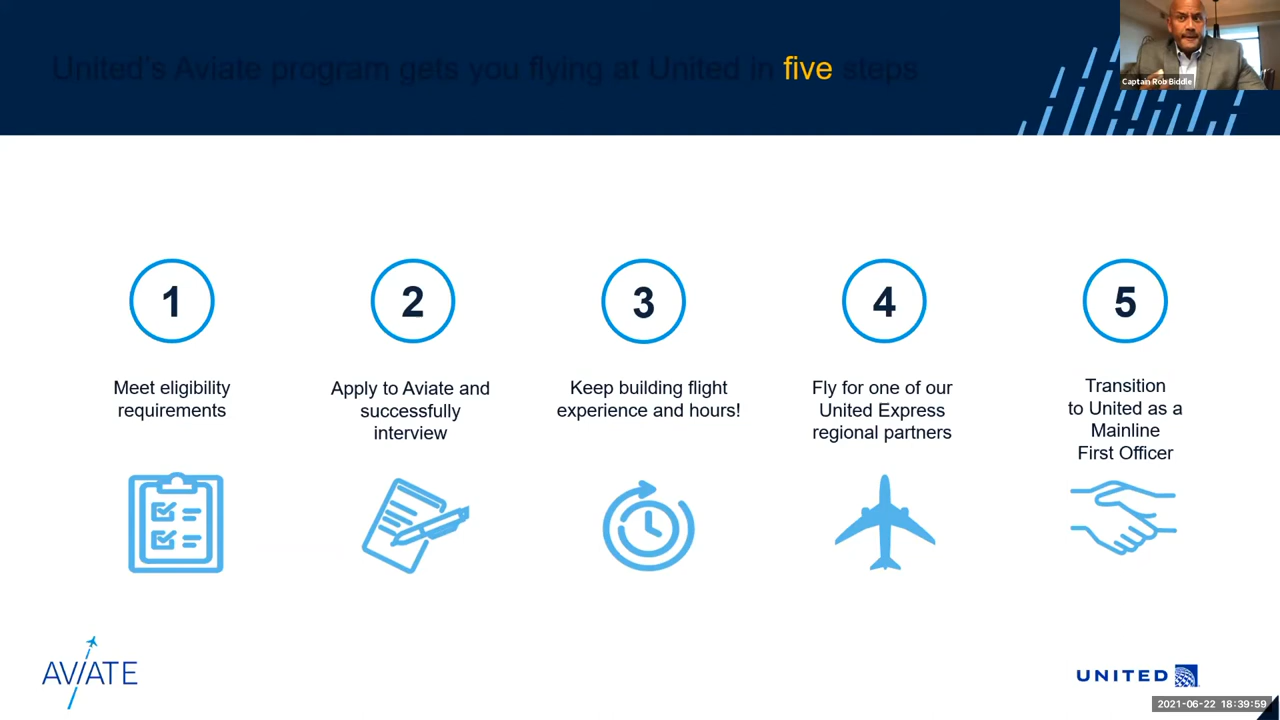 United's Aviate program gets you flying at United in five steps
Captain Rob Biddle
1
2
3
4
5
Meet eligibility
requirements
Apply to Aviate and
successfully
interview
Keep building flight
experience and hours!
Fly for one of our
United Express
regional partners
Transition
to United as a
Mainline
First Officer
AVIATE
UNITED
2021-06-22 18:39:59